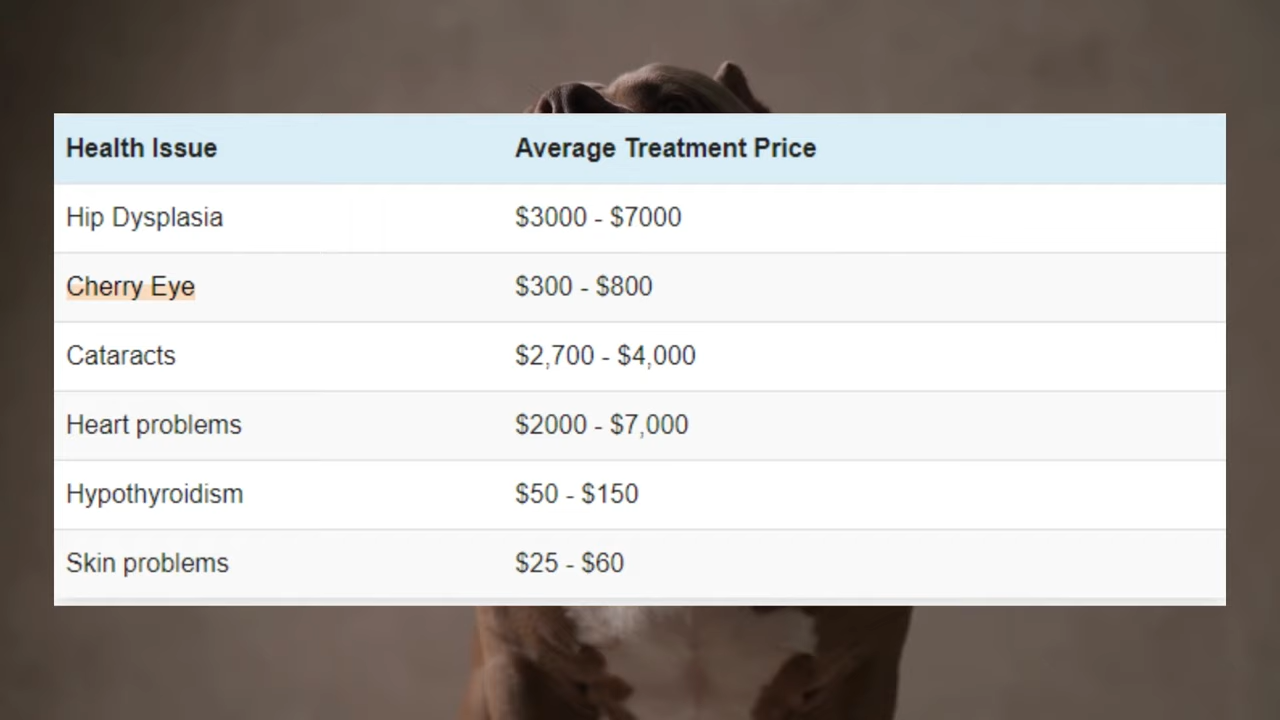 Health Issue Average Treatment Price
Hip Dysplasia $3000 - $7000
Cherry Eye $300 - $800
Cataracts $2,700 - $4,000
Heart problems $2000 - $7,000
Hypothyroidism $50 - $150
Skin problems $25 - $60